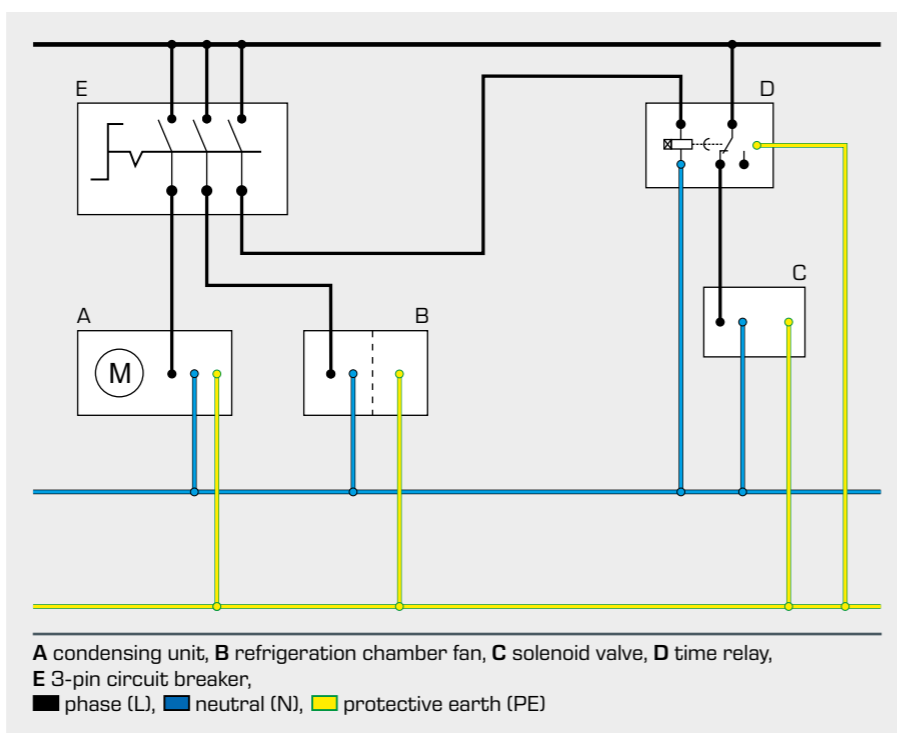 E
D
C
A
B
M
A condensing unit, B refrigeration chamber fan, C solenoid valve, D time relay,
E 3-pin circuit breaker,
phase (L), neutral (N), protective earth (PE)